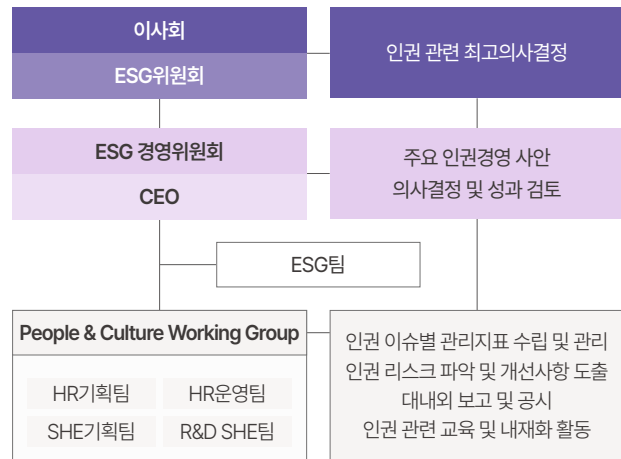 이사회
ESG위원회
인권 관련 최고의사결정
ESG 경영위원회
CEO
주요 인권경영 사안
의사결정 및 성과 검토
ESG팀
People & Culture Working Group
HR기획팀
HR운영팀
SHE기획팀
R&D SHE팀
인권 이슈별 관리지표 수립 및 관리
인권 리스크 파악 및 개선사항 도출
대내외 보고 및 공시
인권 관련 교육 및 내재화 활동